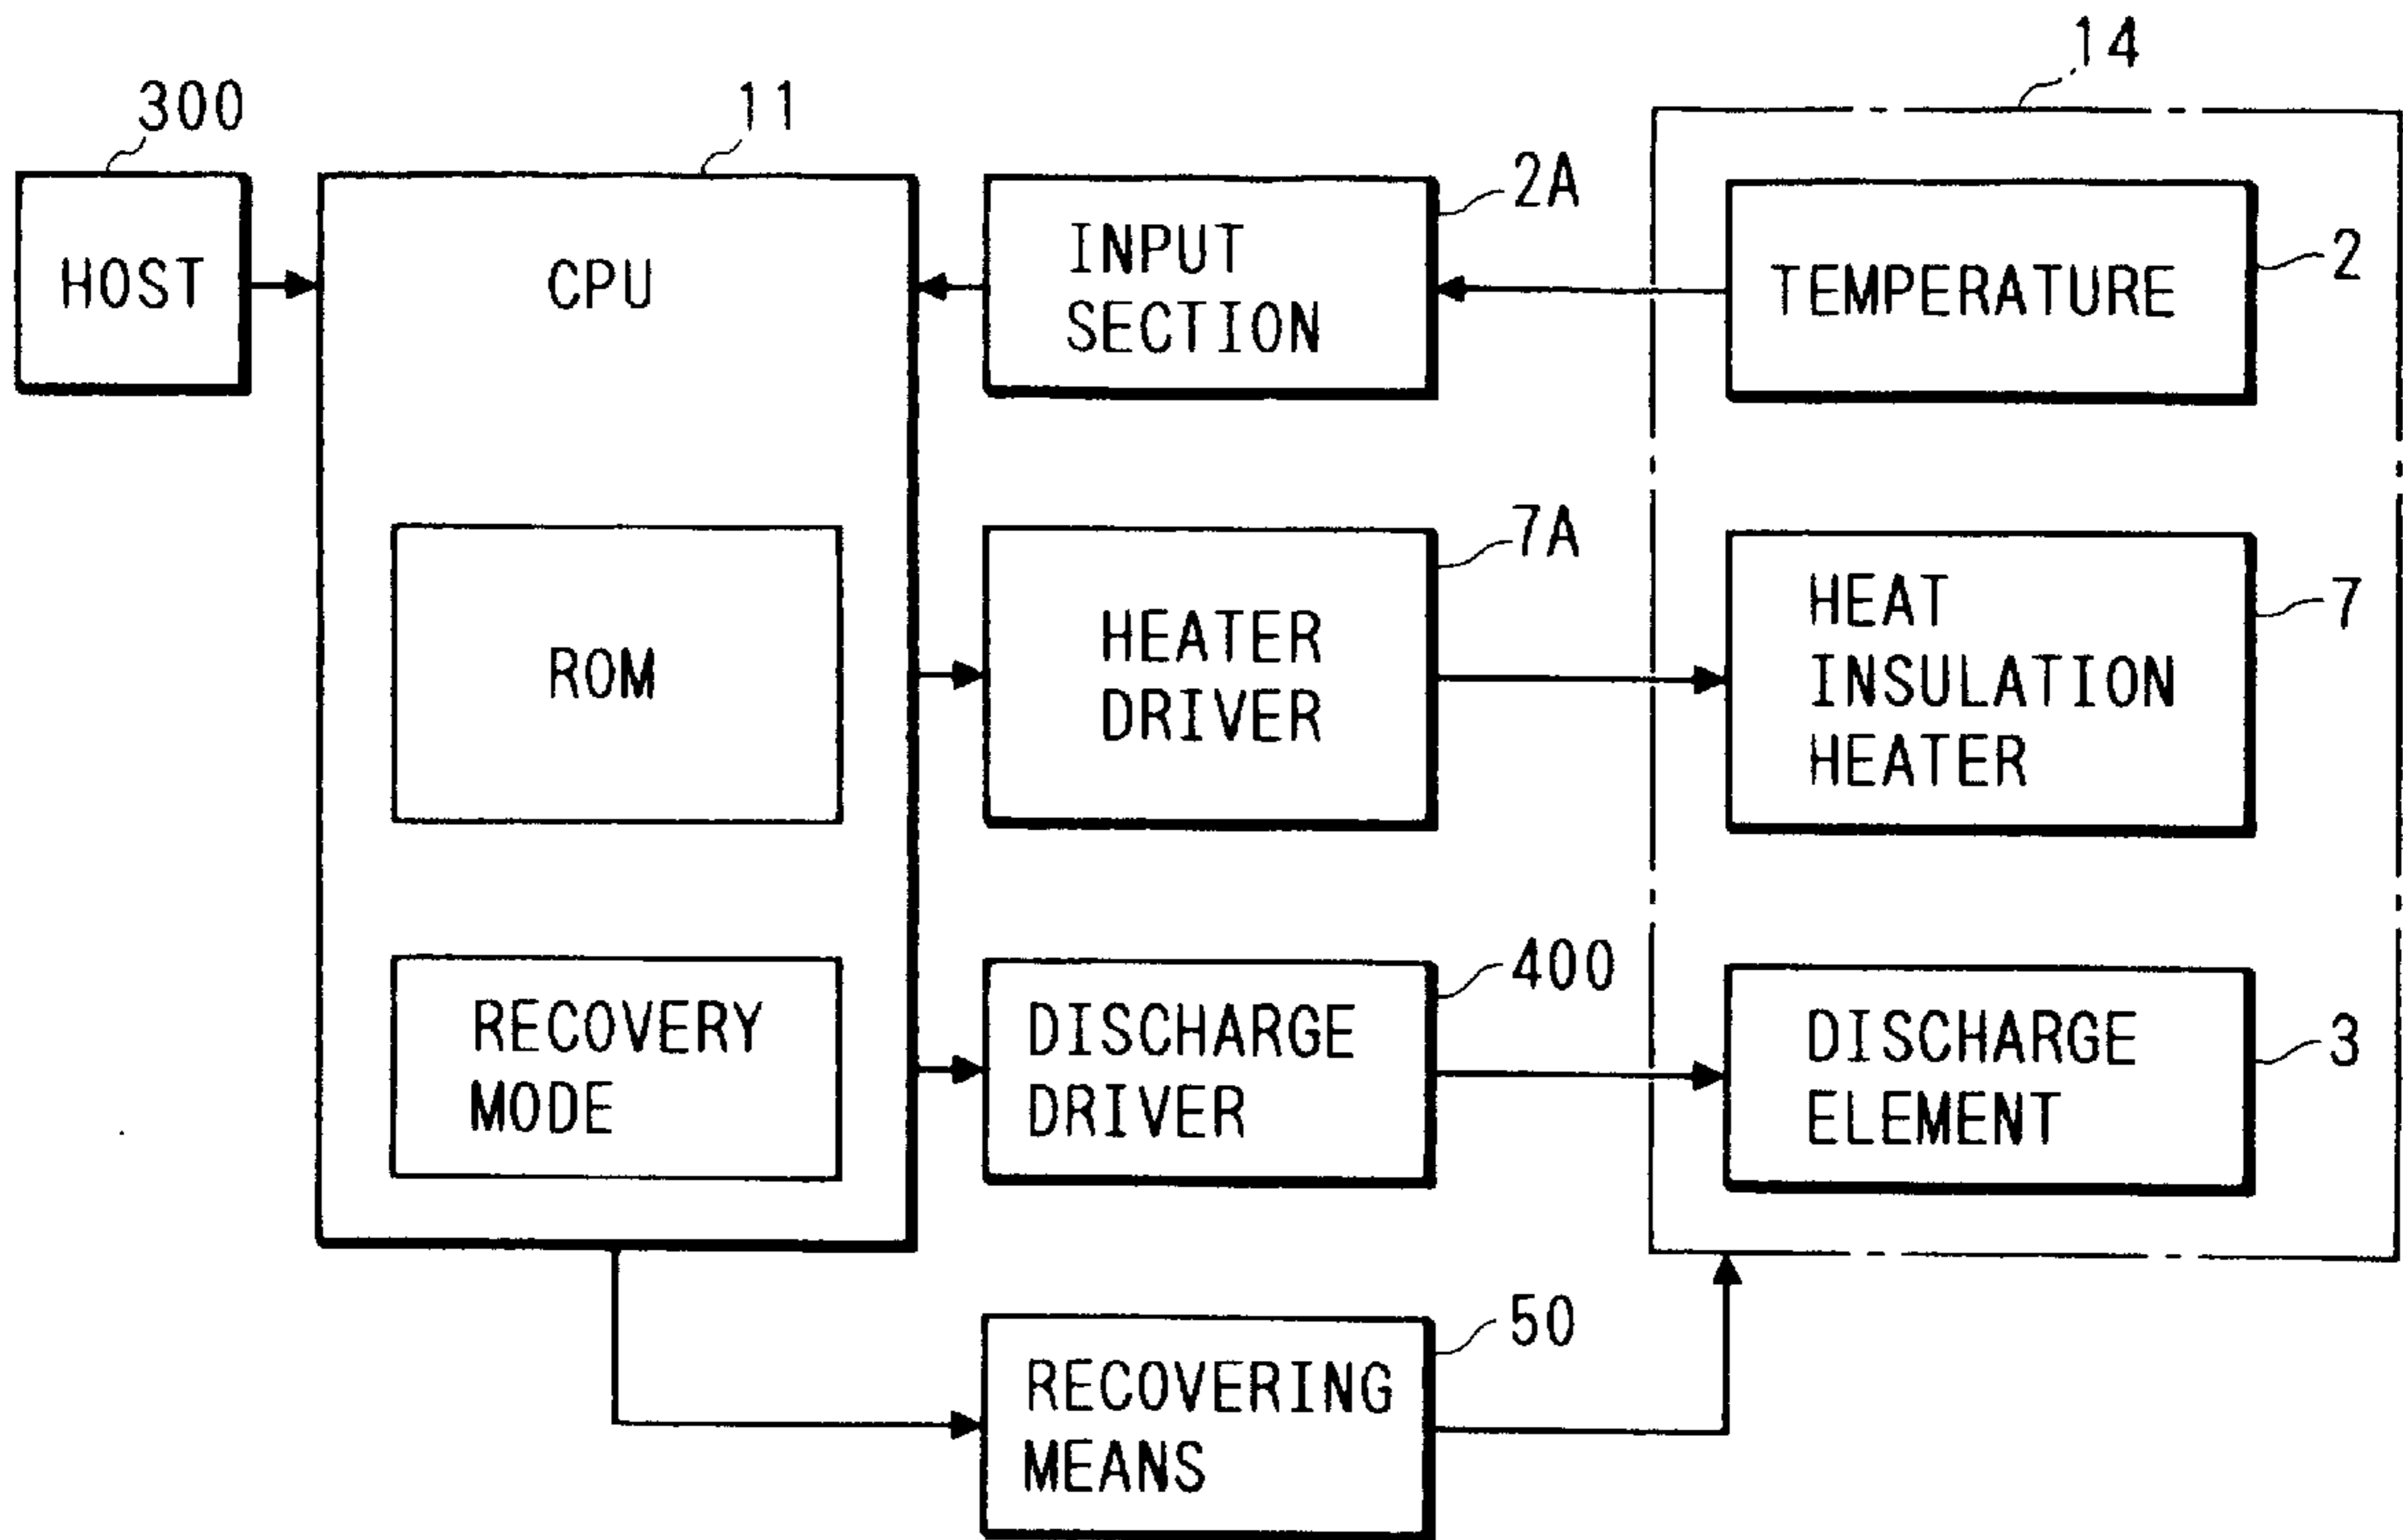 300
11
14
HOST
CPU
INPUT
SECTION
2A
TEMPERATURE
2
ROM
HEATER
DRIVER
7A
HEAT
INSULATION
HEATER
7
RECOVERY
MODE
DISCHARGE
DRIVER
400
DISCHARGE
ELEMENT
3
RECOVERING
MEANS
50